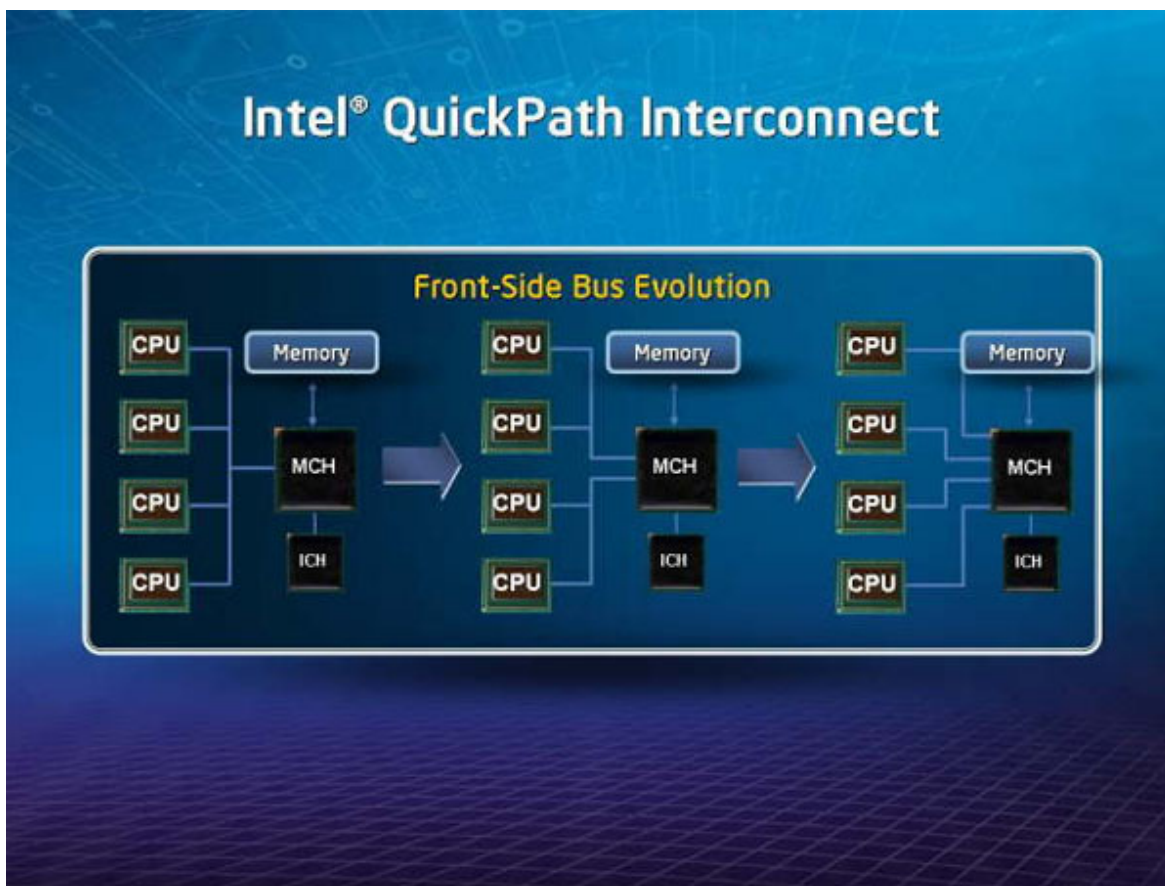 Intel® QuickPath Interconnect
Front-Side Bus Evolution
CPU
CPU
CPU
CPU
Memory
MCH
ICH
CPU
CPU
CPU
CPU
Memory
MCH
ICH
CPU
CPU
CPU
CPU
Memory
MCH
ICH